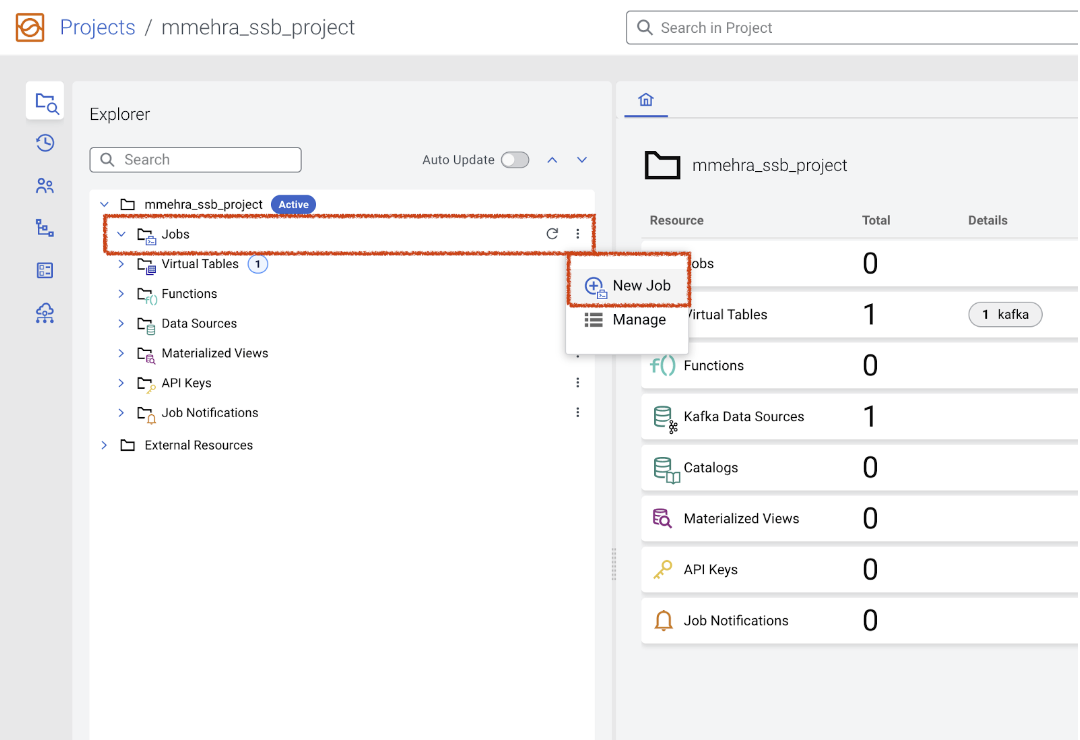 Projects / mmehra_ssb_project
Search in Project
Explorer
Search
Auto Update
mmehra_ssb_project Active
Jobs
Virtual Tables 1
Functions
Data Sources
Materialized Views
API Keys
Job Notifications
External Resources
New Job
Manage
mmehra_ssb_project
Resource Total Details
obs 0
Virtual Tables 1 1 kafka
f() Functions 0
Kafka Data Sources 1
Catalogs 0
Materialized Views 0
API Keys 0
Job Notifications 0